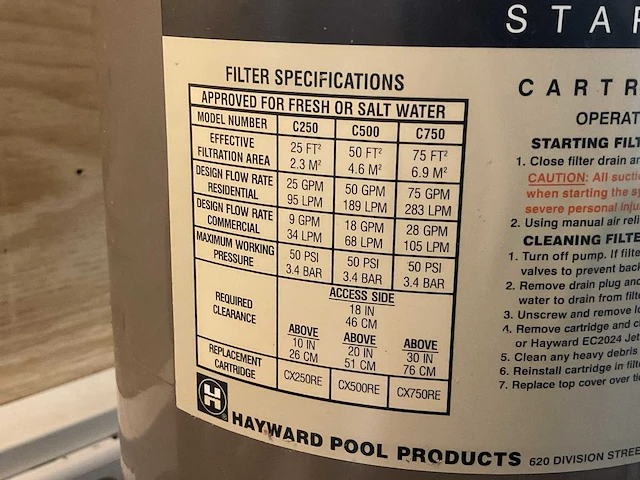 STAR
FILTER SPECIFICATIONS
APPROVED FOR FRESH OR SALT WATER
MODEL NUMBER C250 C500 C750
EFFECTIVE FILTRATION AREA 25 FT² 2.3 M² 50 FT² 4.6 M² 75 FT² 6.9 M²
DESIGN FLOW RATE RESIDENTIAL 25 GPM 95 LPM 50 GPM 189 LPM 75 GPM 283 LPM
DESIGN FLOW RATE COMMERCIAL 9 GPM 34 LPM 18 GPM 68 LPM 28 GPM 105 LPM
MAXIMUM WORKING PRESSURE 50 PSI 3.4 BAR 50 PSI 3.4 BAR 50 PSI 3.4 BAR
REQUIRED CLEARANCE ACCESS SIDE 18 IN 46 CM
ABOVE 10 IN 26 CM ABOVE 20 IN 51 CM ABOVE 30 IN 76 CM
REPLACEMENT CARTRIDGE CX250RE CX500RE CX750RE
H HAYWARD POOL PRODUCTS 620 DIVISION STREE
CARTR
OPERAT
STARTING FILT
1. Close filter drain an
CAUTION: All sucti
when starting the sy
severe personal inju
2. Using manual air reli
CLEANING FILTE
1. Turn off pump. If filte
valves to prevent back
2. Remove drain plug and
water to drain from filt
3. Unscrew and remove lo
4. Remove cartridge and c
or Hayward EC2024 Jet
5. Clean any heavy debris
6. Reinstall cartridge in filt
7. Replace top cover over ti